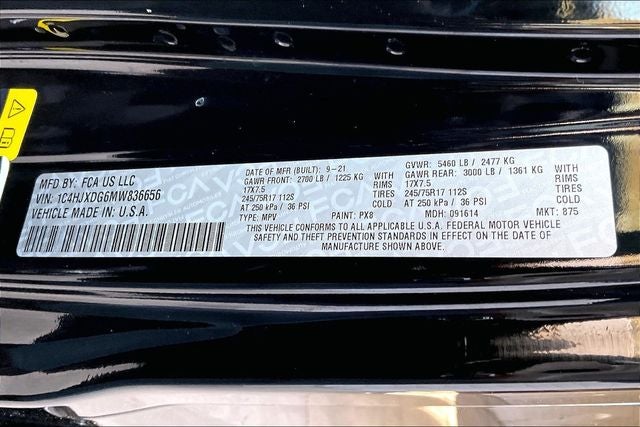 MFD BY: FCA US LLC
VIN: 1C4HJXDG6MW836656
VEHICLE MADE IN U.S.A.
DATE OF MFR (BUILT): 9-21 GVWR: 5460 LB / 2477 KG
GAWR FRONT: 2700 LB / 1225 KG WITH GAWR REAR: 3000 LB / 1361 KG WITH
17X7.5 RIMS 17X7.5 RIMS
245/75R17 112S TIRES 245/75R17 112S TIRES
AT 250 kPa / 36 PSI COLD AT 250 kPa / 36 PSI COLD
TYPE: MPV PAINT: PX8 MDH: 091614 MKT: B75
THIS VEHICLE CONFORMS TO ALL APPLICABLE U.S.A. FEDERAL MOTOR VEHICLE
SAFETY AND THEFT PREVENTION STANDARDS IN EFFECT ON THE DATE OF
MANUFACTURE SHOWN ABOVE.